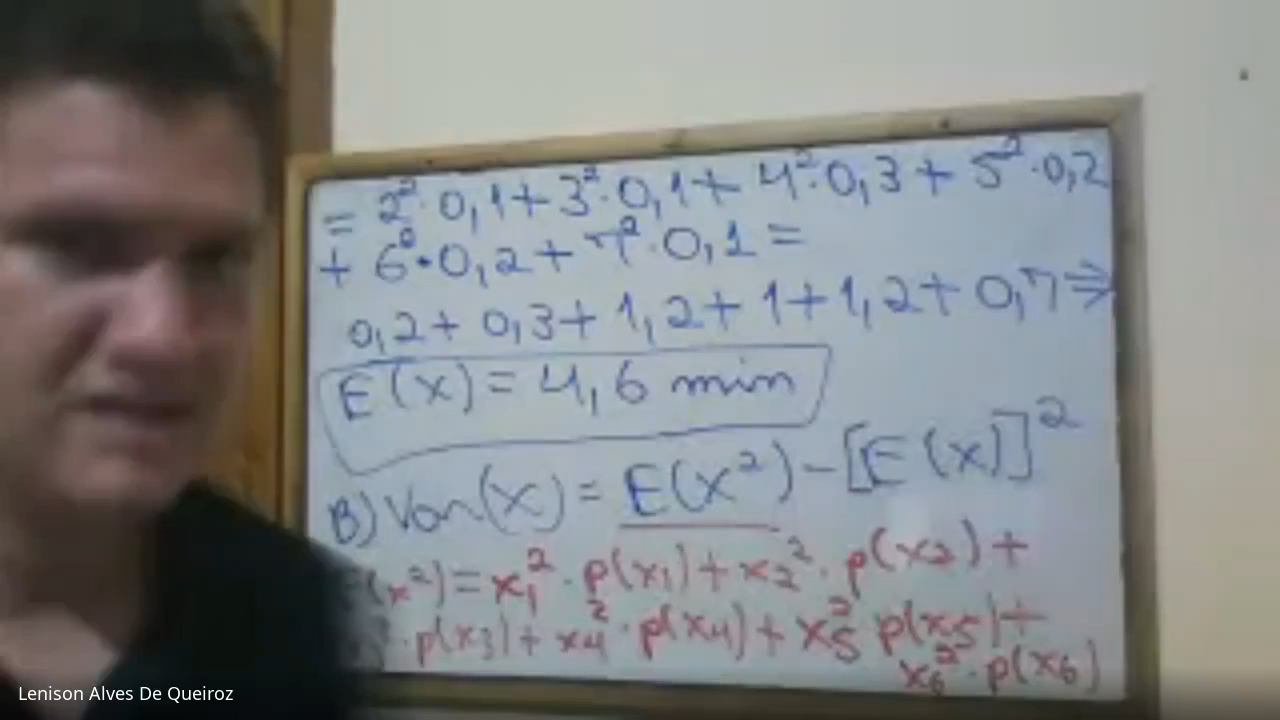 = 2²·0,1+3²·0,1+4²·0,3+5²·0,2
+ 6²·0,2+7²·0,1=
0,2+0,3+1,2+1+1,2+0,7⇒
E(x)=4,6 min
B) Var(x)=E(x²)-[E(x)]²
(x²)=x₁²·p(x₁)+x₂²·p(x₂)+
·p(x₃)+x₄²·p(x₄)+x₅² p(x₅)+
x₆²·p(x₆)
Lenison Alves De Queiroz